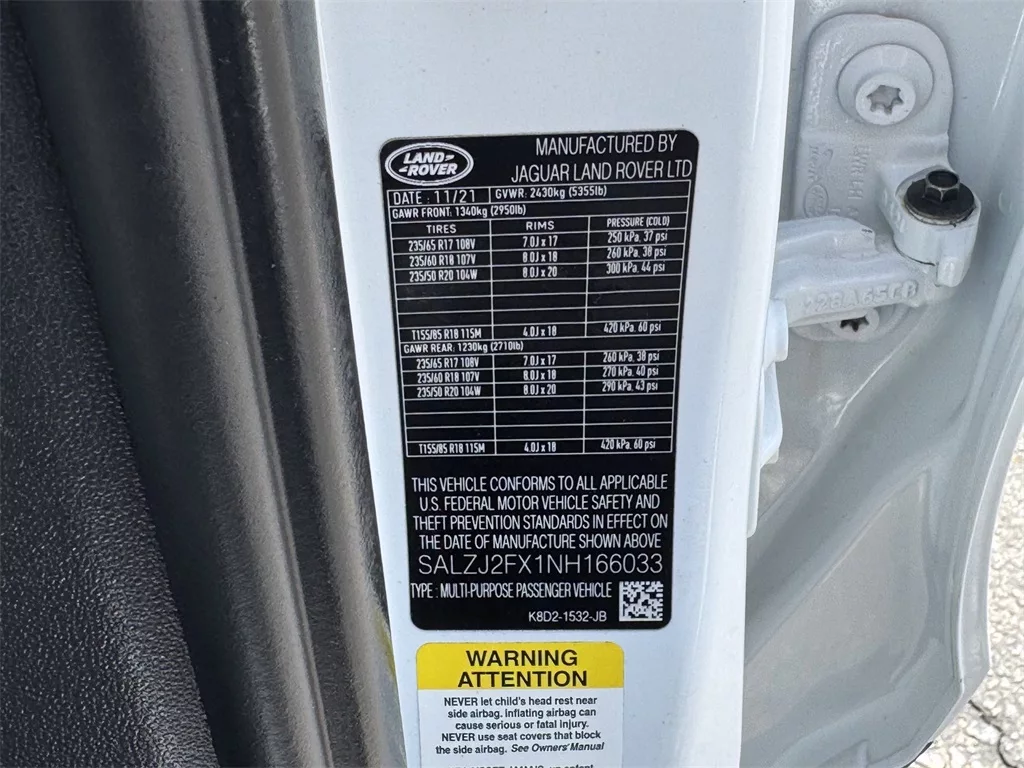 LAND-
ROVER
MANUFACTURED BY
JAGUAR LAND ROVER LTD
DATE : 11/21 GVWR: 2430kg (5355lb)
GAWR FRONT: 1340kg (2950lb)
TIRES RIMS PRESSURE (COLD)
235/65 R17 108V 7.0J x 17 250 kPa, 37 psi
235/60 R18 107V 8.0J x 18 260 kPa, 38 psi
235/50 R20 104W 8.0J x 20 300 kPa, 44 psi
T155/85 R18 115M 4.0J x 18 420 kPa, 60 psi
GAWR REAR: 1230kg (2710lb)
235/65 R17 108V 7.0J x 17 260 kPa, 38 psi
235/60 R18 107V 8.0J x 18 270 kPa, 40 psi
235/50 R20 104W 8.0J x 20 290 kPa, 43 psi
T155/85 R18 115M 4.0J x 18 420 kPa, 60 psi
THIS VEHICLE CONFORMS TO ALL APPLICABLE
U.S. FEDERAL MOTOR VEHICLE SAFETY AND
THEFT PREVENTION STANDARDS IN EFFECT ON
THE DATE OF MANUFACTURE SHOWN ABOVE
SALZJ2FX1NH166033
TYPE : MULTI-PURPOSE PASSENGER VEHICLE
K8D2-1532-JB
WARNING
ATTENTION
NEVER let child's head rest near
side airbag. inflating airbag can
cause serious or fatal injury.
NEVER use seat covers that block
the side airbag. See Owners' Manual